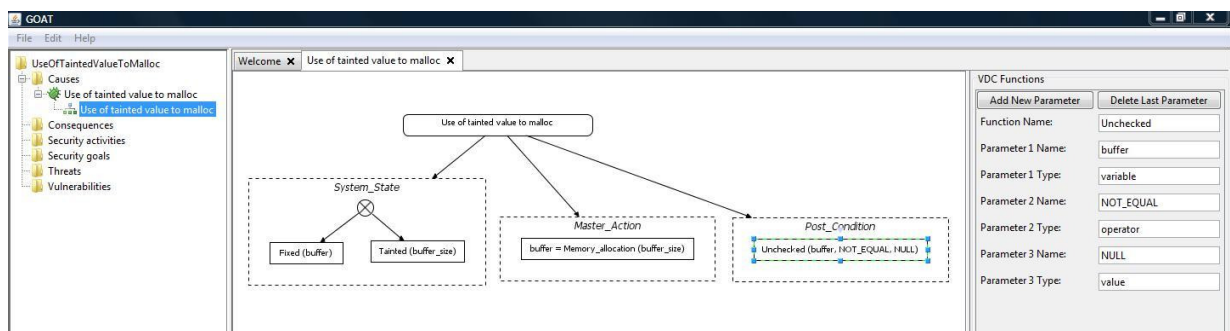 GOAT
File Edit Help
UseOfTaintedValueToMalloc
Causes
Use of tainted value to malloc
Use of tainted value to malloc
Consequences
Security activities
Security goals
Threats
Vulnerabilities
Welcome
Use of tainted value to malloc
Use of tainted value to malloc
System_State
Fixed (buffer)
Tainted (buffer_size)
Master_Action
buffer = Memory_allocation (buffer_size)
Post_Condition
Unchecked (buffer, NOT_EQUAL, NULL)
VDC Functions
Add New Parameter
Delete Last Parameter
Function Name: Unchecked
Parameter 1 Name: buffer
Parameter 1 Type: variable
Parameter 2 Name: NOT_EQUAL
Parameter 2 Type: operator
Parameter 3 Name: NULL
Parameter 3 Type: value